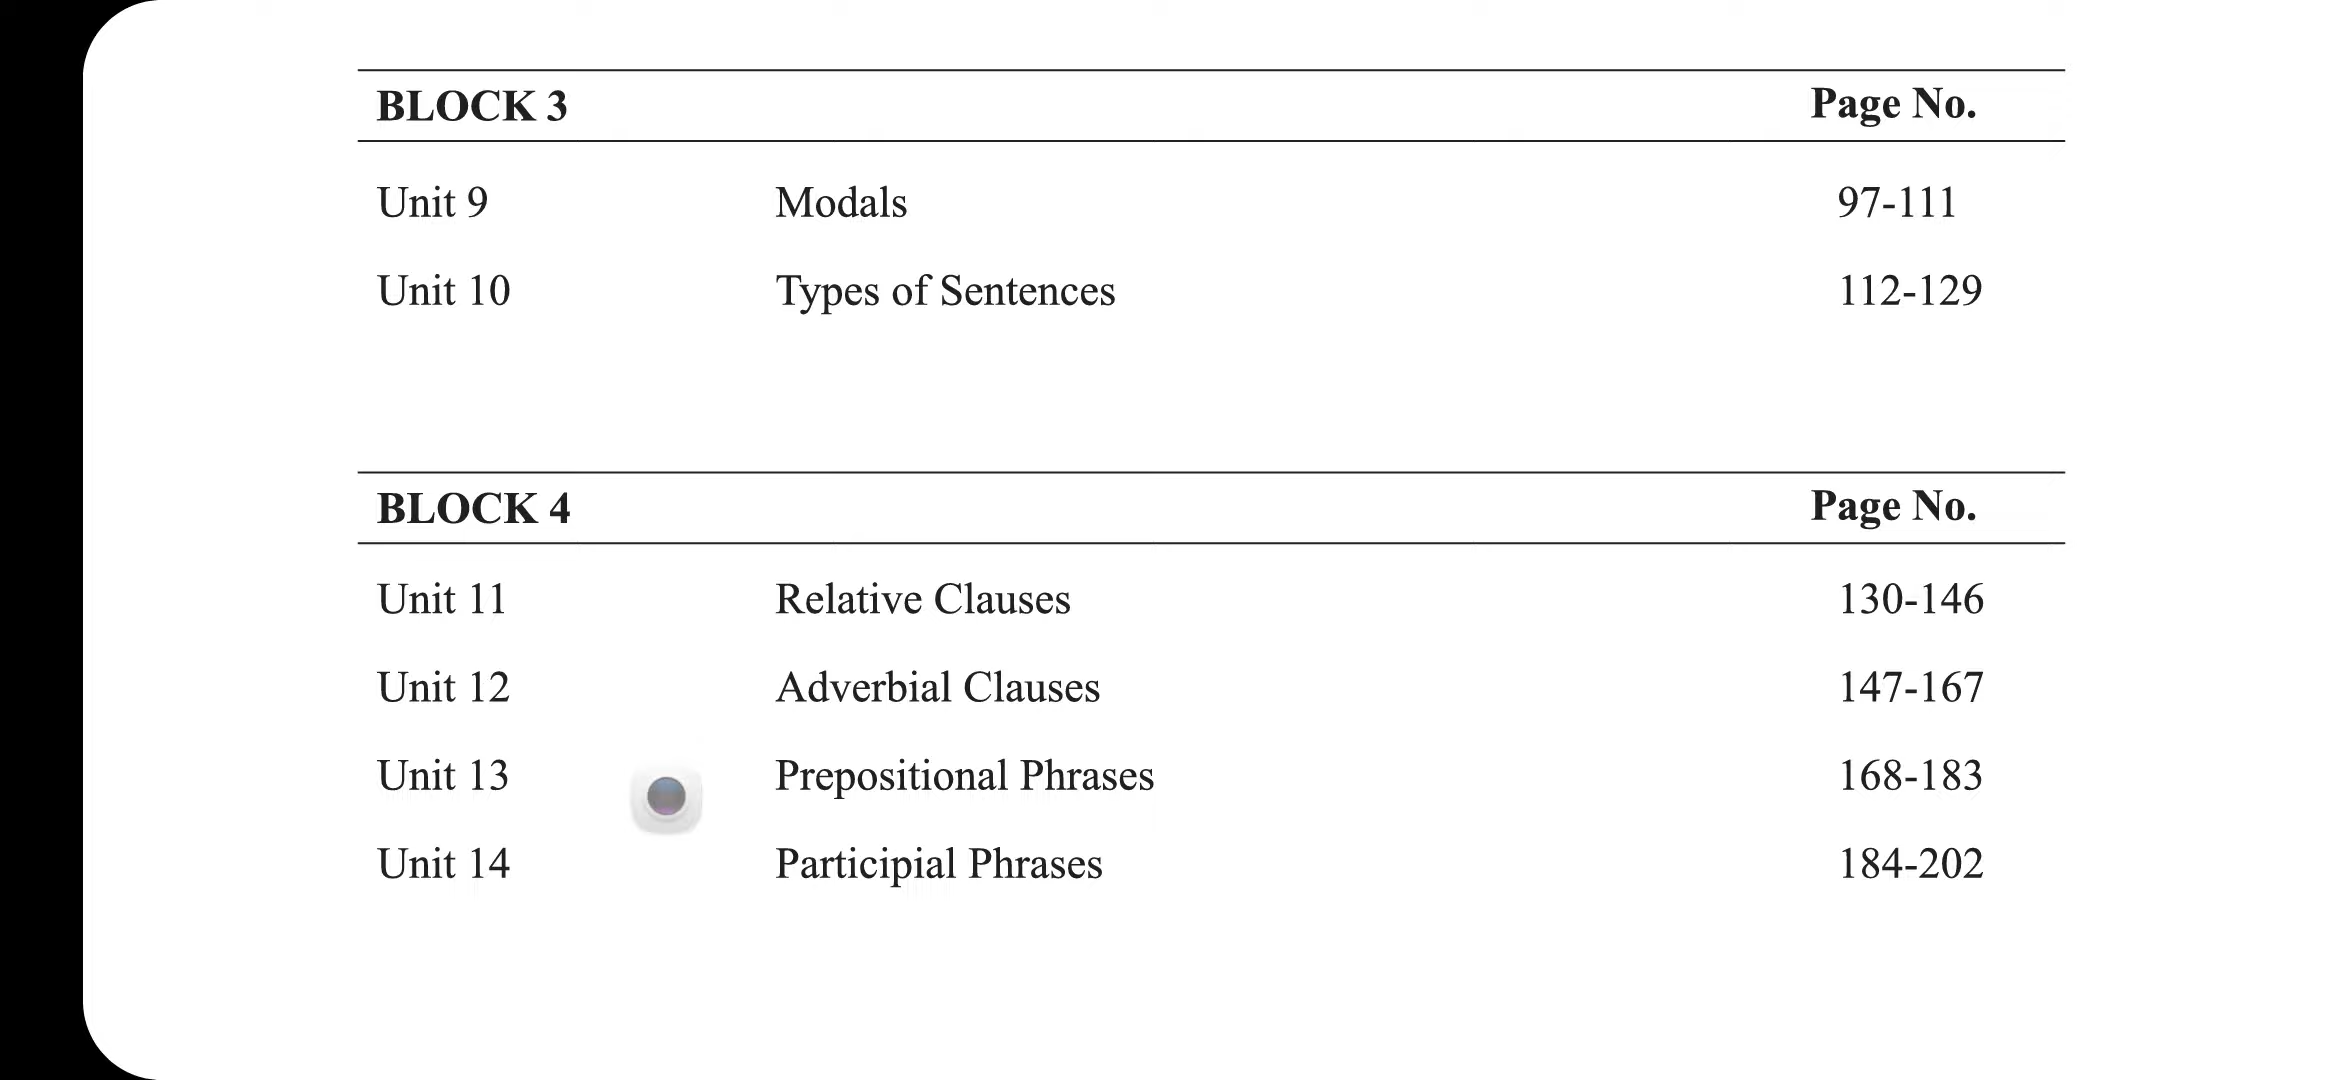 BLOCK 3 Page No.
Unit 9 Modals 97-111
Unit 10 Types of Sentences 112-129
BLOCK 4 Page No.
Unit 11 Relative Clauses 130-146
Unit 12 Adverbial Clauses 147-167
Unit 13 Prepositional Phrases 168-183
Unit 14 Participial Phrases 184-202